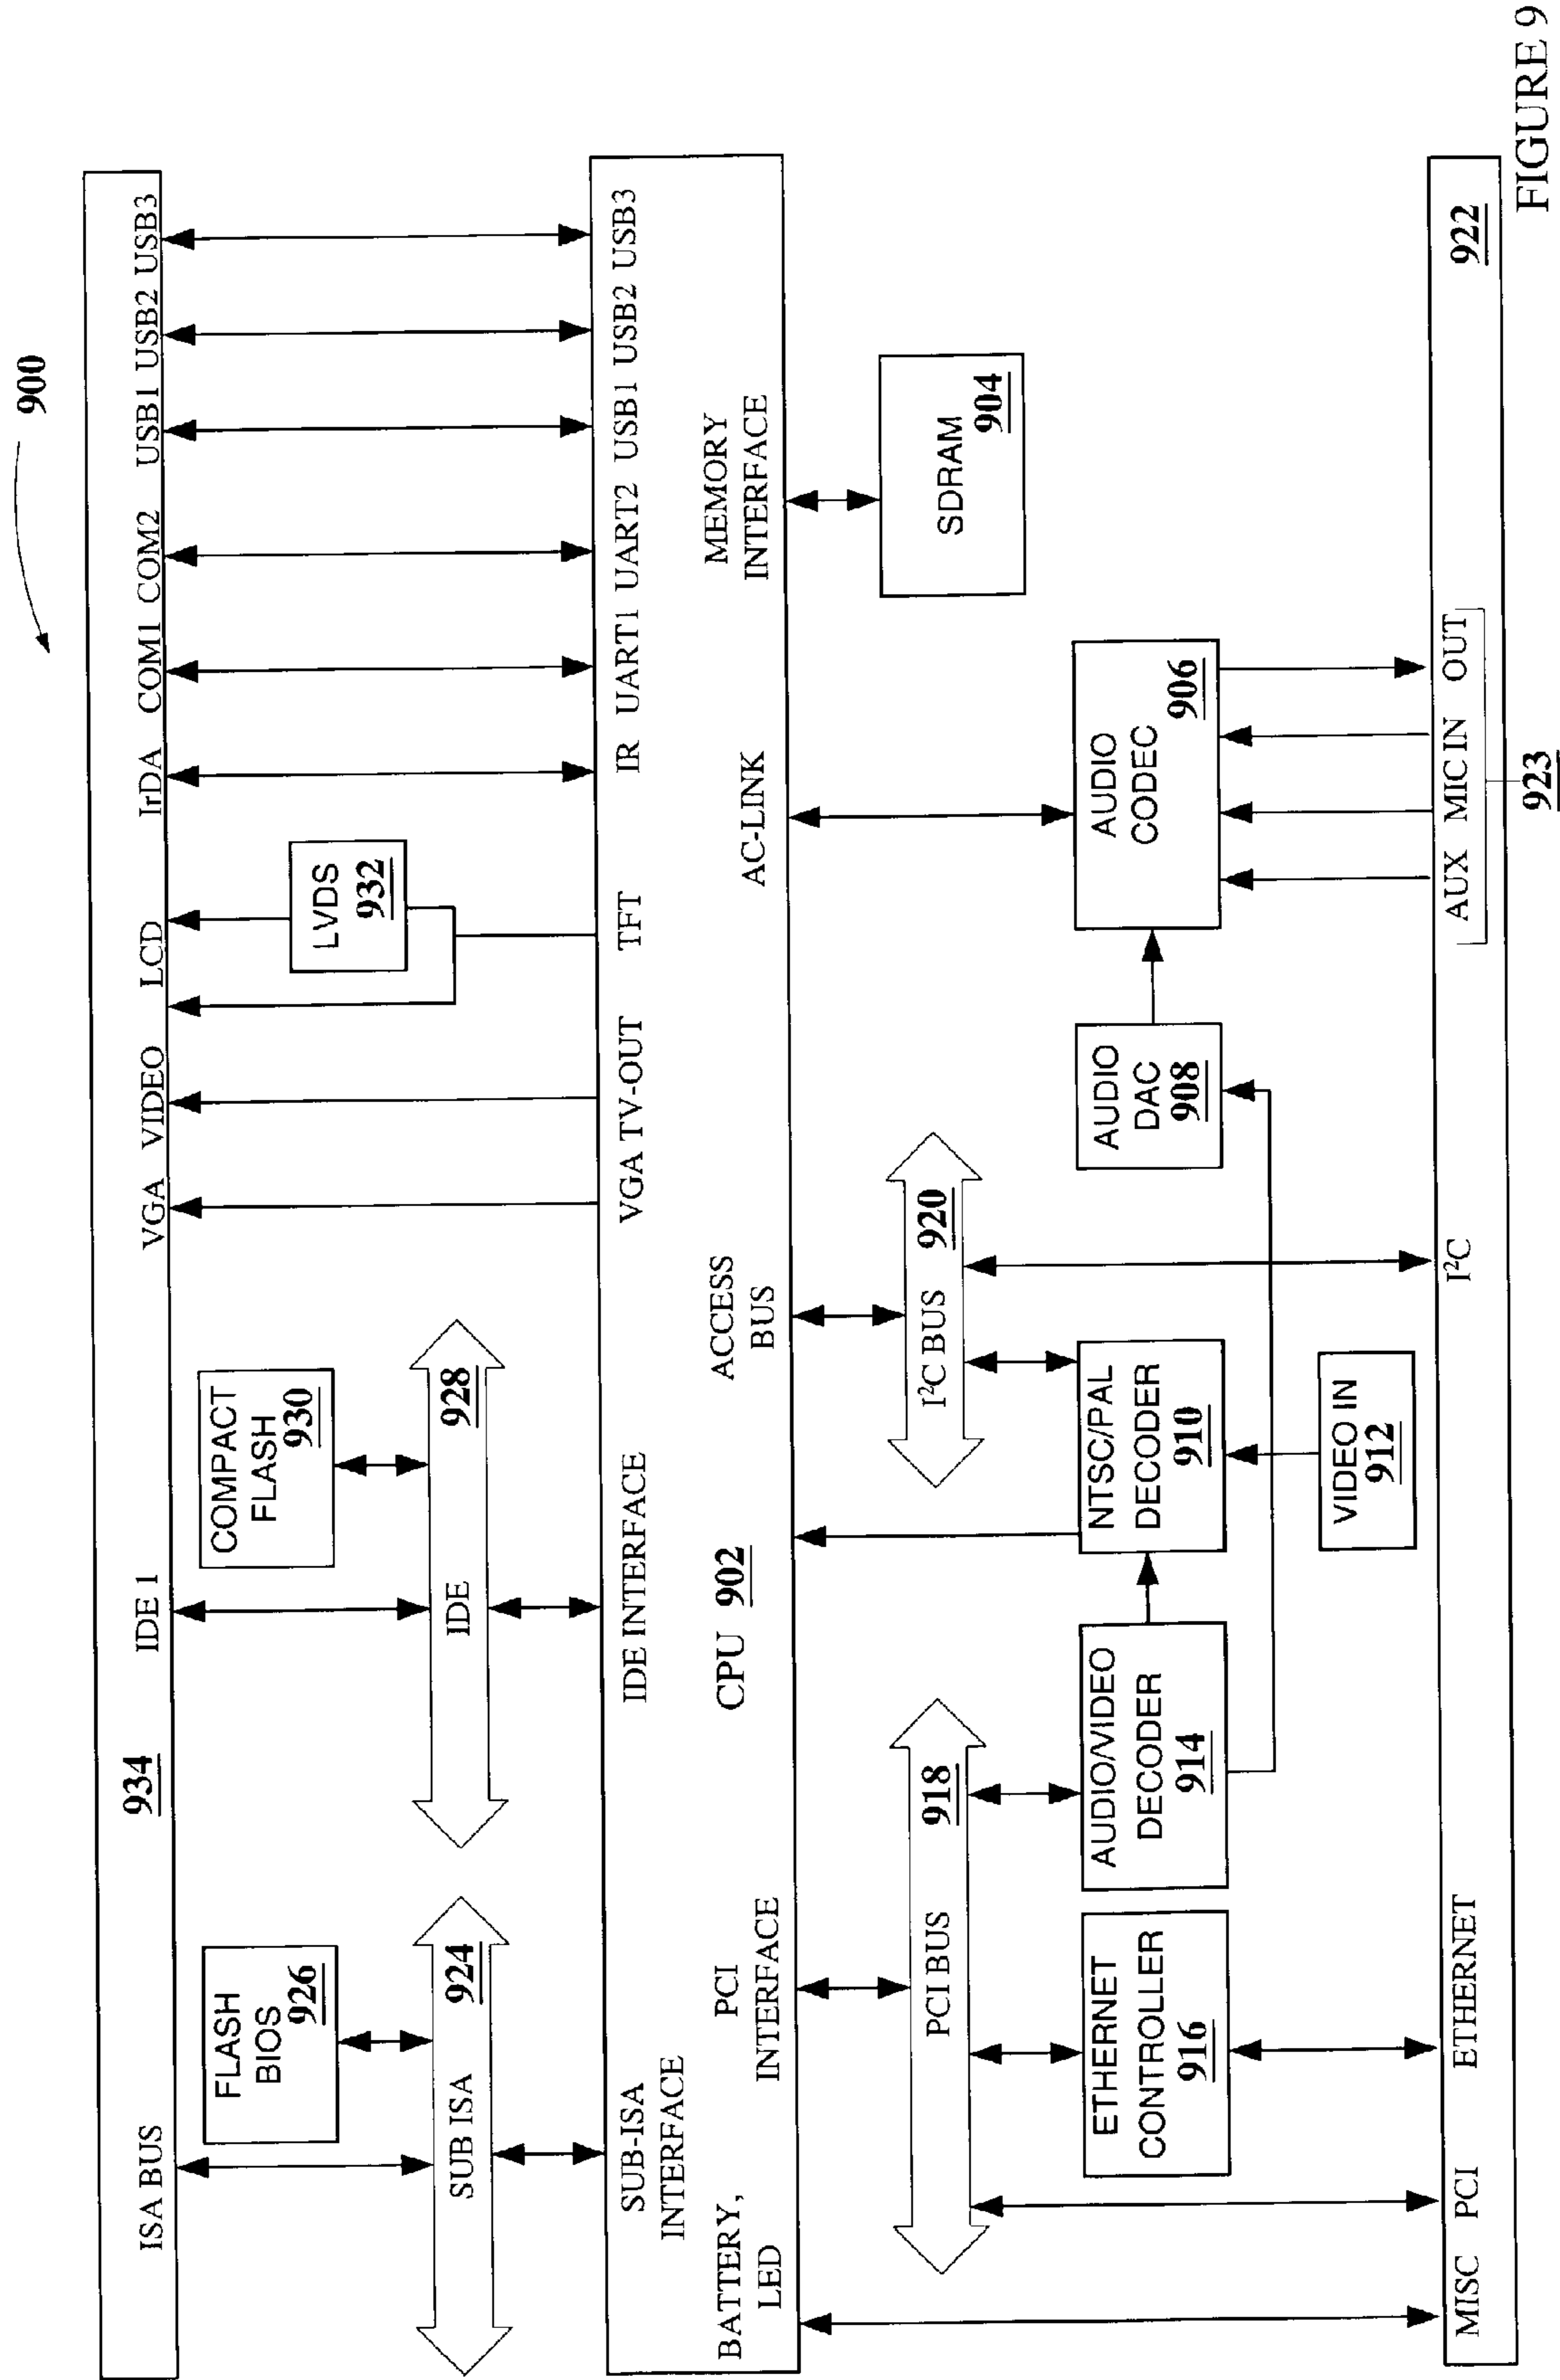 900
934
ISA BUS
IDE 1
VGA
VIDEO
LCD
IrDA
COM1
COM2
USB1
USB2
USB3
FLASH
BIOS
926
COMPACT
FLASH
930
LVDS
932
SUB ISA
924
IDE
928
SUB-ISA
INTERFACE
IDE INTERFACE
VGA
TV-OUT
TFT
IR
UART1
UART2
USB1
USB2
USB3
BATTERY,
LED
PCI
INTERFACE
CPU 902
ACCESS
BUS
AC-LINK
MEMORY
INTERFACE
PCI BUS
918
I²C BUS
920
SDRAM
904
ETHERNET
CONTROLLER
916
AUDIO/VIDEO
DECODER
914
NTSC/PAL
DECODER
910
AUDIO
DAC
908
AUDIO
CODEC
906
VIDEO IN
912
MISC
PCI
ETHERNET
I²C
AUX
MIC
IN
OUT
922
923
FIGURE 9